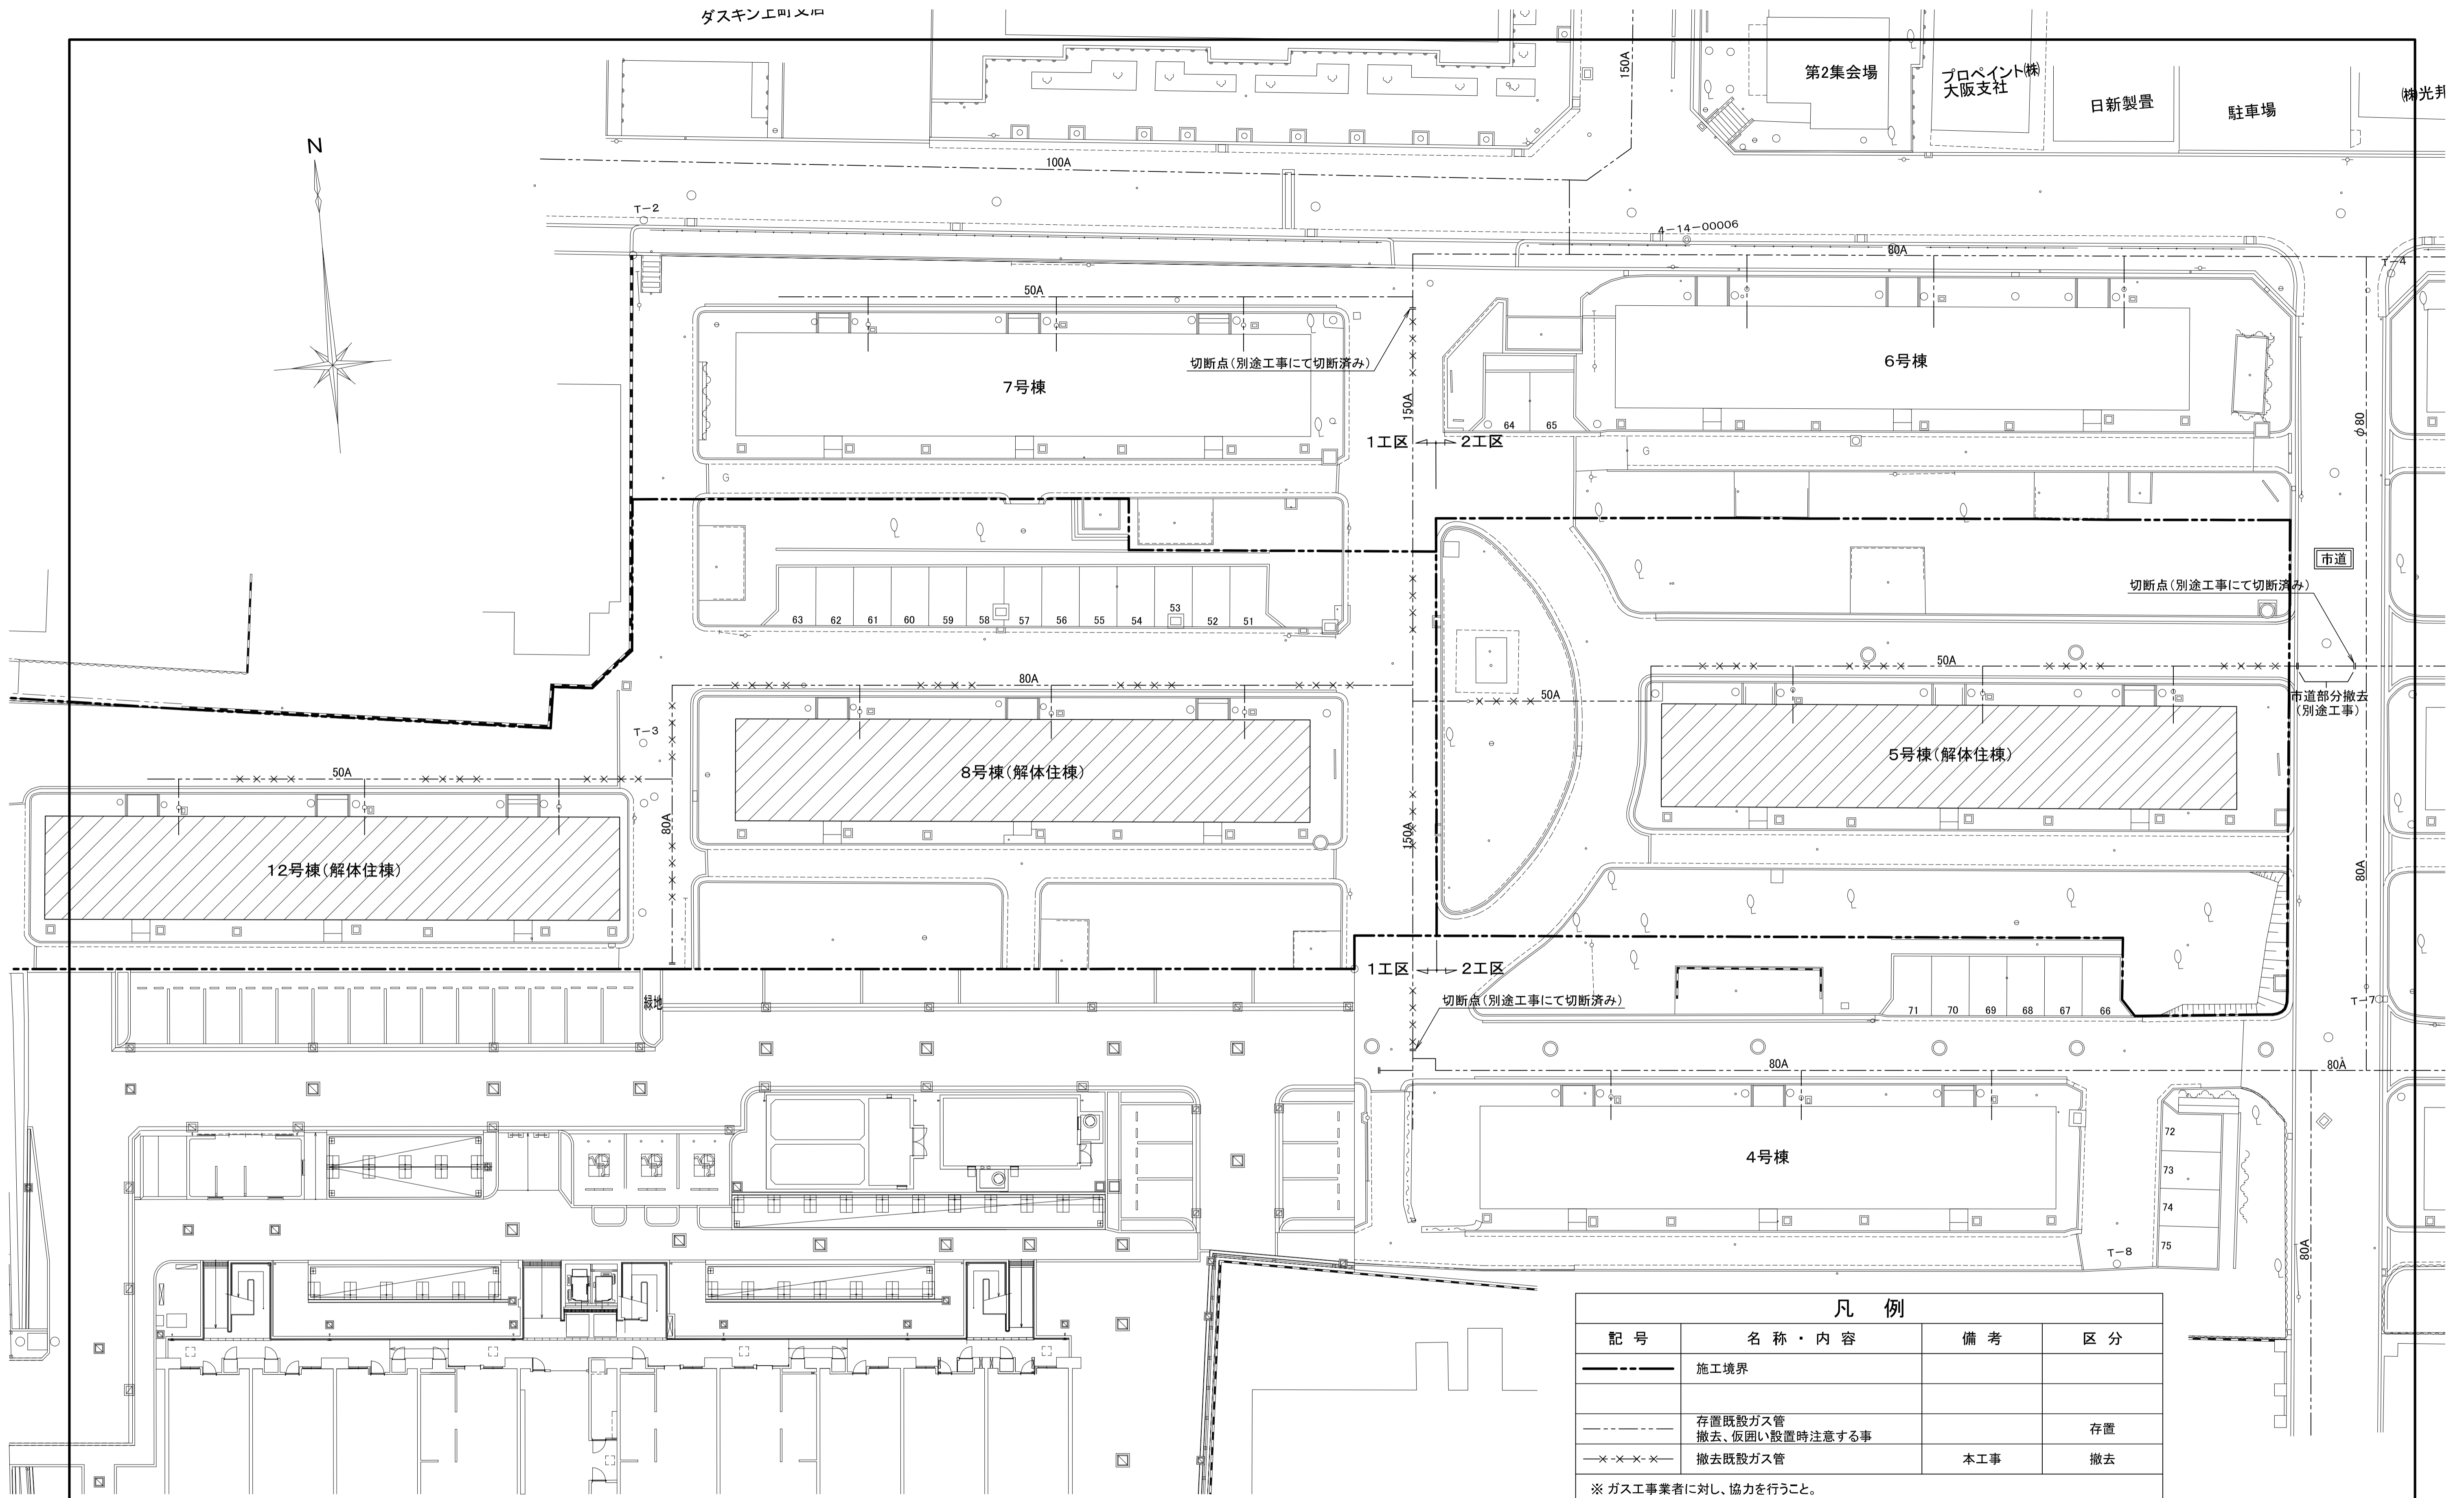 ダスキン上町支店
第2集会場
プロペイント㈱
大阪支社
日新製畳
駐車場
150A
N
100A
T-2
4-14-00006
80A
T-4
50A
切断点(別途工事にて切断済み)
7号棟
6号棟
150A
φ80
64 65
1工区 2工区
G
G
市道
切断点(別途工事にて切断済み)
63 62 61 60 59 58 57 56 55 54 53 52 51
50A
80A
50A
市道部分撤去
(別途工事)
T-3
8号棟(解体住棟)
5号棟(解体住棟)
50A
80A
150A
12号棟(解体住棟)
80A
1工区 2工区
緑地
切断点(別途工事にて切断済み)
71 70 69 68 67 66
T-7
80A
80A
4号棟
72
73
74
75
T-8
80A
凡 例
記 号 名 称 ・ 内 容 備 考 区 分
施工境界
存置既設ガス管
撤去、仮囲い設置時注意する事 存置
撤去既設ガス管 本工事 撤去
※ ガス工事業者に対し、協力を行うこと。